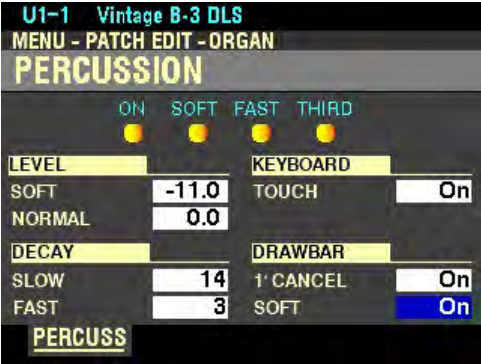 U1-1 Vintage B-3 DLS
MENU - PATCH EDIT - ORGAN
PERCUSSION
ON SOFT FAST THIRD
LEVEL
SOFT -11.0
NORMAL 0.0
KEYBOARD
TOUCH On
DECAY
SLOW 14
FAST 3
DRAWBAR
1' CANCEL On
SOFT On
PERCUSS